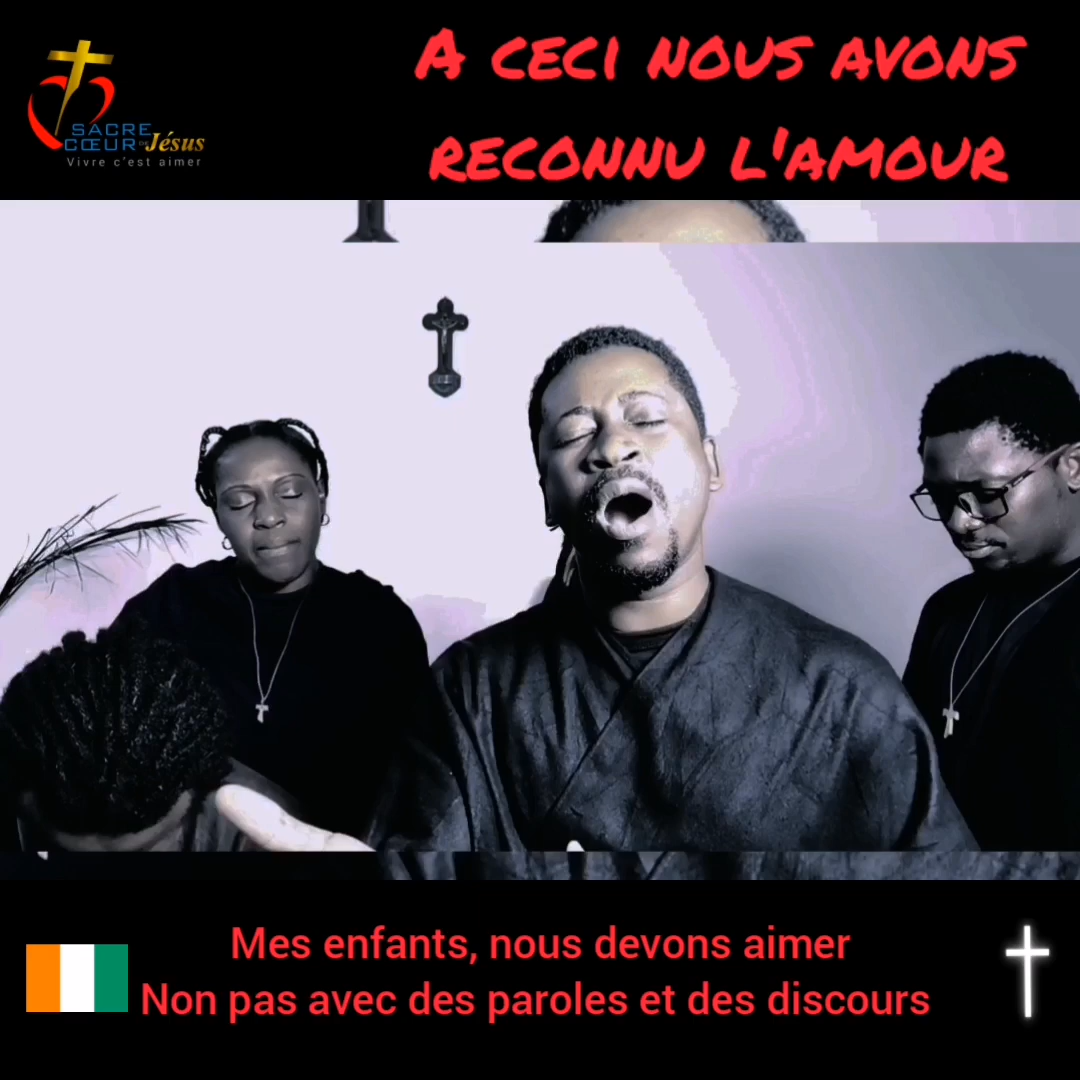 A CECI NOUS AVONS
RECONNU L'AMOUR
SACRE
CŒUR DE Jésus
Vivre c'est aimer
Mes enfants, nous devons aimer
Non pas avec des paroles et des discours